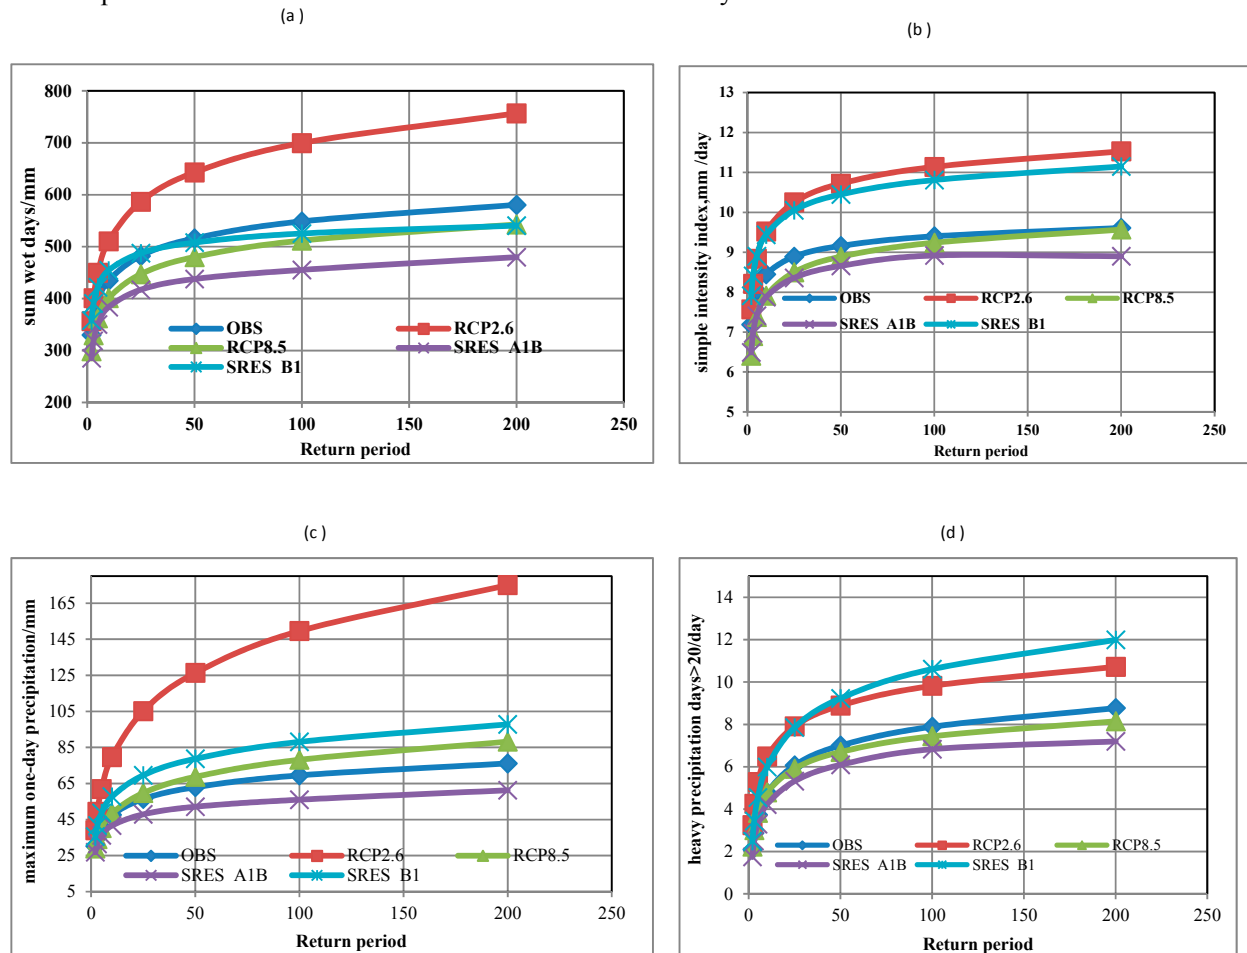 (a )
(b )
800
700
600
500
400
300
200
sum wet days/mm
OBS
RCP2.6
RCP8.5
SRES A1B
SRES B1
0
50
100
150
200
250
Return period
13
12
11
10
9
8
7
6
5
simple intensity index,mm /day
OBS
RCP2.6
RCP8.5
SRES A1B
SRES B1
0
50
100
150
200
250
Return period
(c )
(d )
165
145
125
105
85
65
45
25
5
maximum one-day precipitation/mm
OBS
RCP2.6
RCP8.5
SRES A1B
SRES B1
0
50
100
150
200
250
Return period
14
12
10
8
6
4
2
0
heavy precipitation days>20/day
OBS
RCP2.6
RCP8.5
SRES A1B
SRES B1
0
50
100
150
200
250
Return period